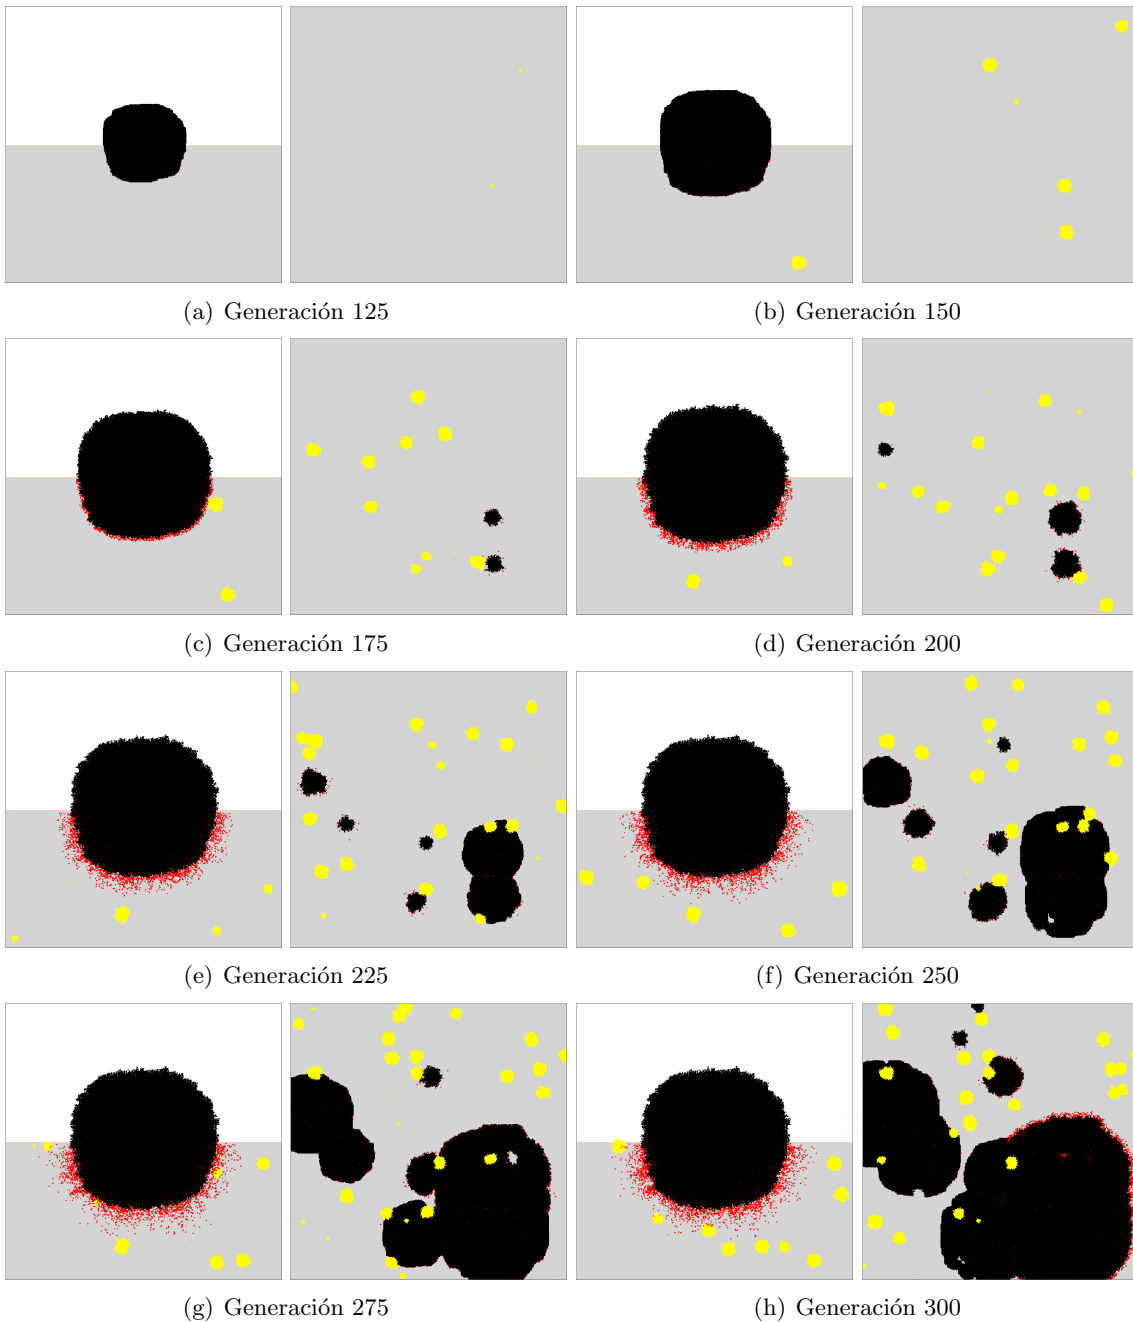 (a) Generación 125
(b) Generación 150
(c) Generación 175
(d) Generación 200
(e) Generación 225
(f) Generación 250
(g) Generación 275
(h) Generación 300